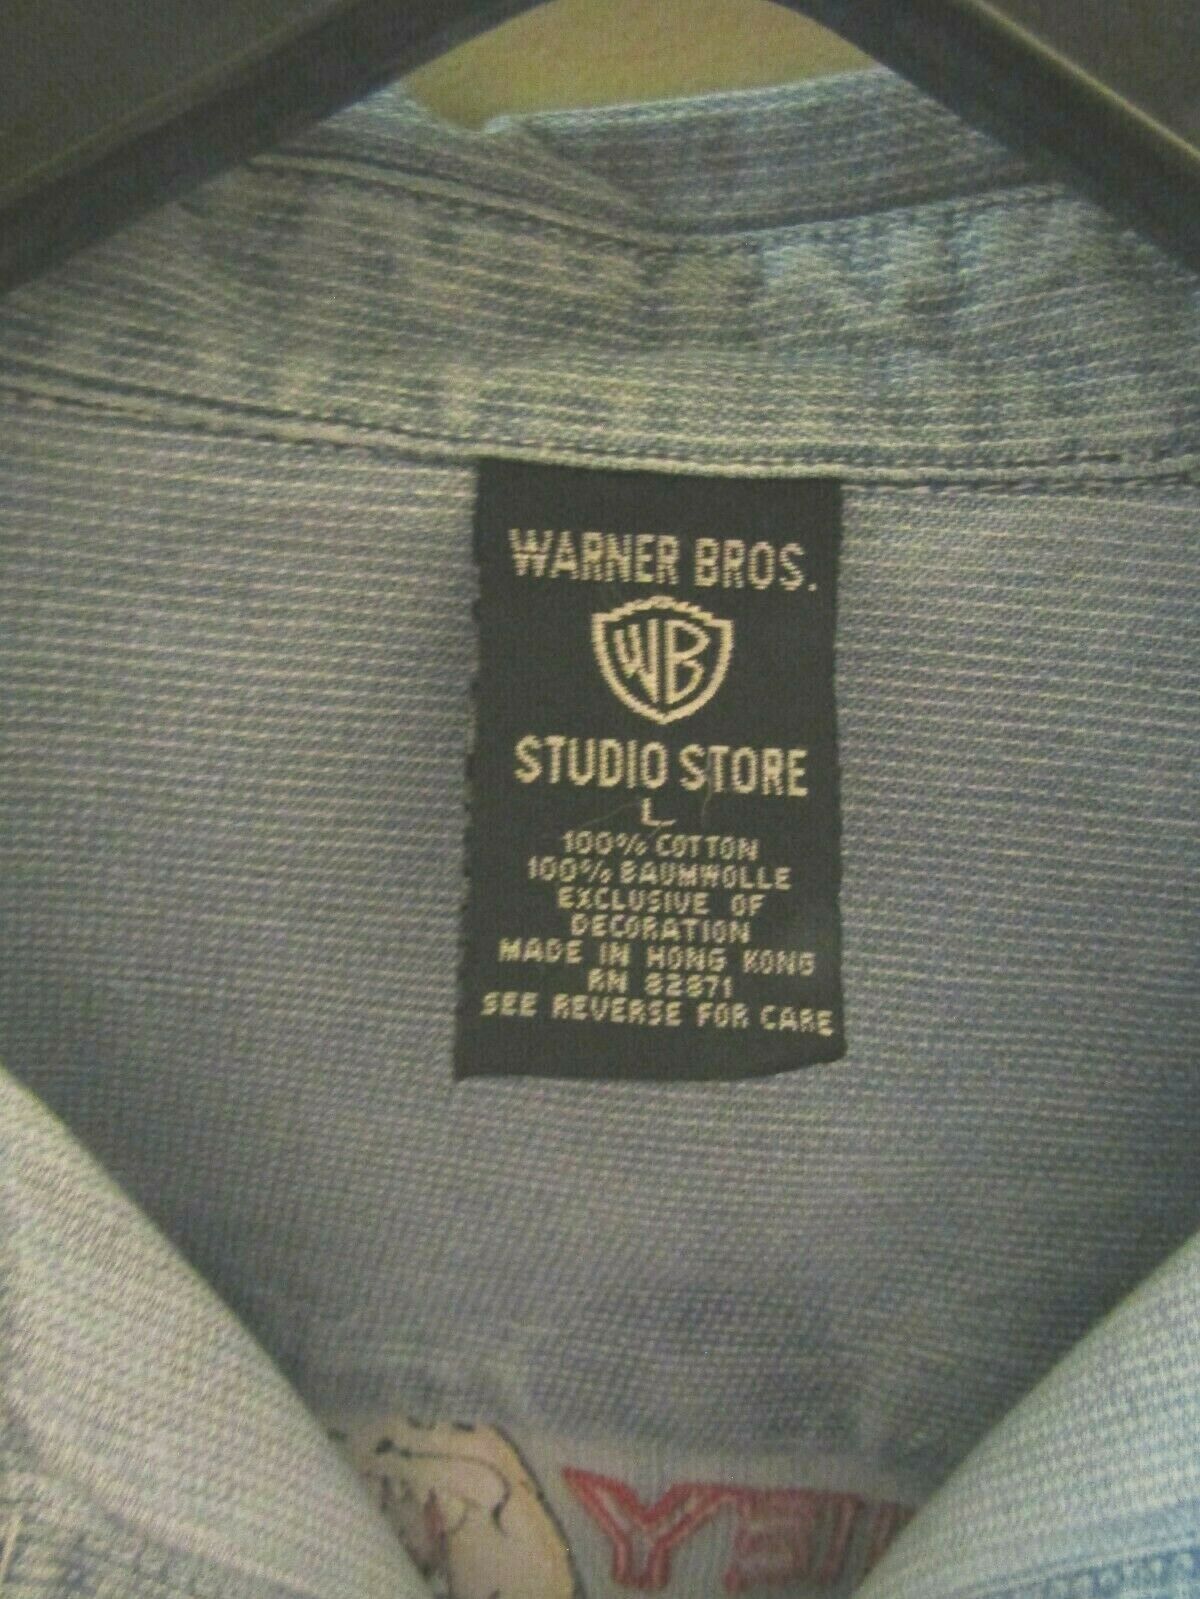 WARNER BROS.
WB
STUDIO STORE
L
100% COTTON
100% BAUMWOLLE
EXCLUSIVE OF
DECORATION
MADE IN HONG KONG
RN 82871
SEE REVERSE FOR CARE